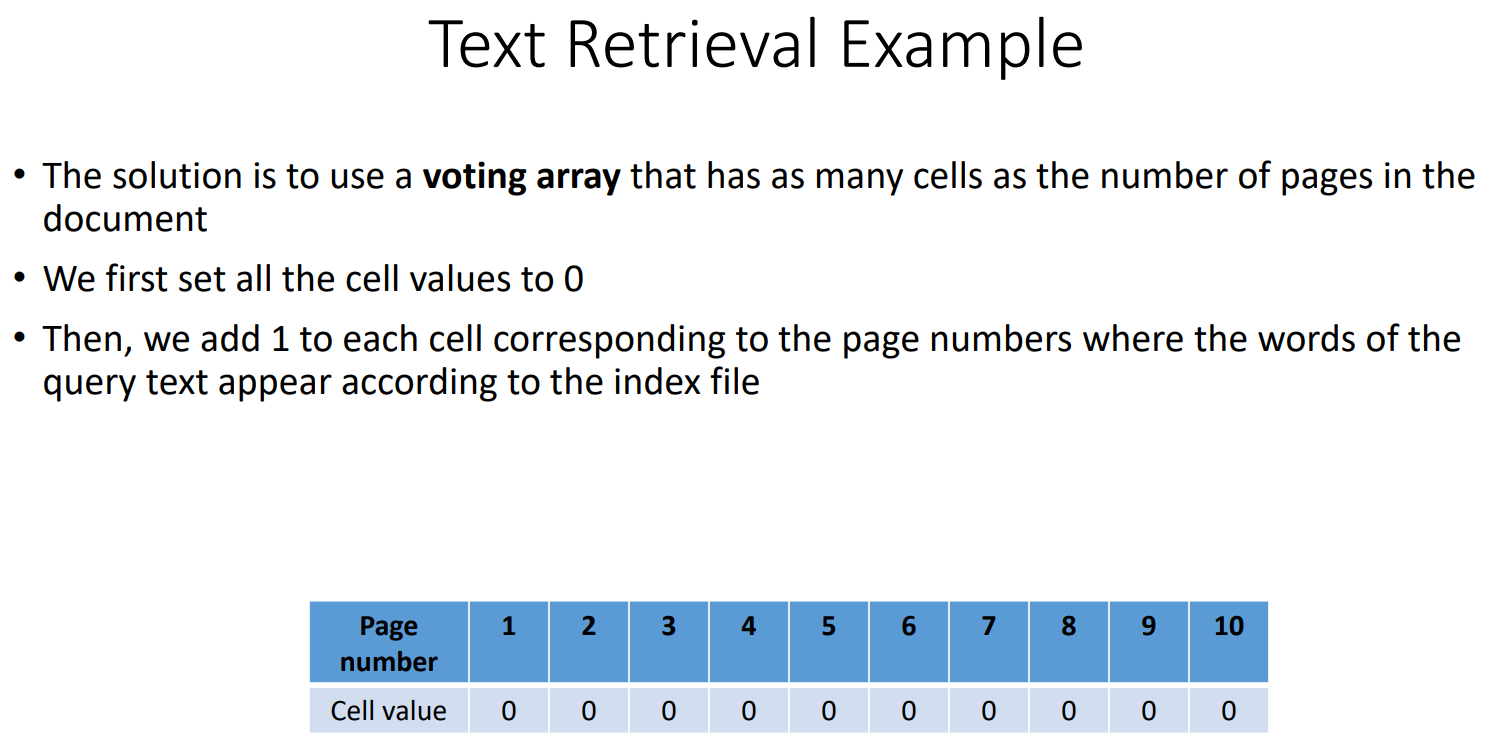 Text Retrieval Example
• The solution is to use a voting array that has as many cells as the number of pages in the
document
• We first set all the cell values to 0
• Then, we add 1 to each cell corresponding to the page numbers where the words of the
query text appear according to the index file
Page number 1 2 3 4 5 6 7 8 9 10
Cell value 0 0 0 0 0 0 0 0 0 0